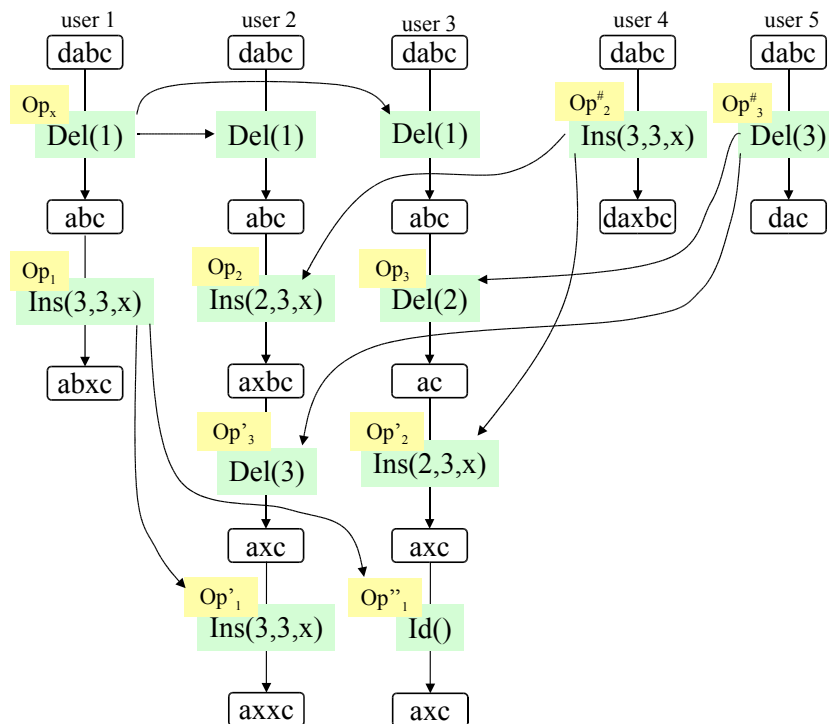 user 1 user 2 user 3 user 4 user 5
dabc dabc dabc dabc dabc
Opₓ Op#₂ Op#₃
Del(1) Del(1) Del(1) Ins(3,3,x) Del(3)
abc abc abc daxbc dac
Op₁ Op₂ Op₃
Ins(3,3,x) Ins(2,3,x) Del(2)
abxc axbc ac
Op’₃ Op’₂
Del(3) Ins(2,3,x)
axc axc
Op’₁ Op’’₁
Ins(3,3,x) Id()
axxc axc